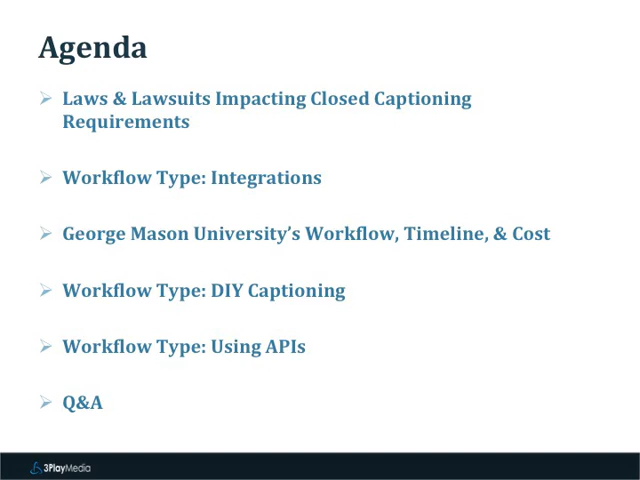 Agenda
Laws & Lawsuits Impacting Closed Captioning
Requirements
Workflow Type: Integrations
George Mason University’s Workflow, Timeline, & Cost
Workflow Type: DIY Captioning
Workflow Type: Using APIs
Q&A
3PlayMedia